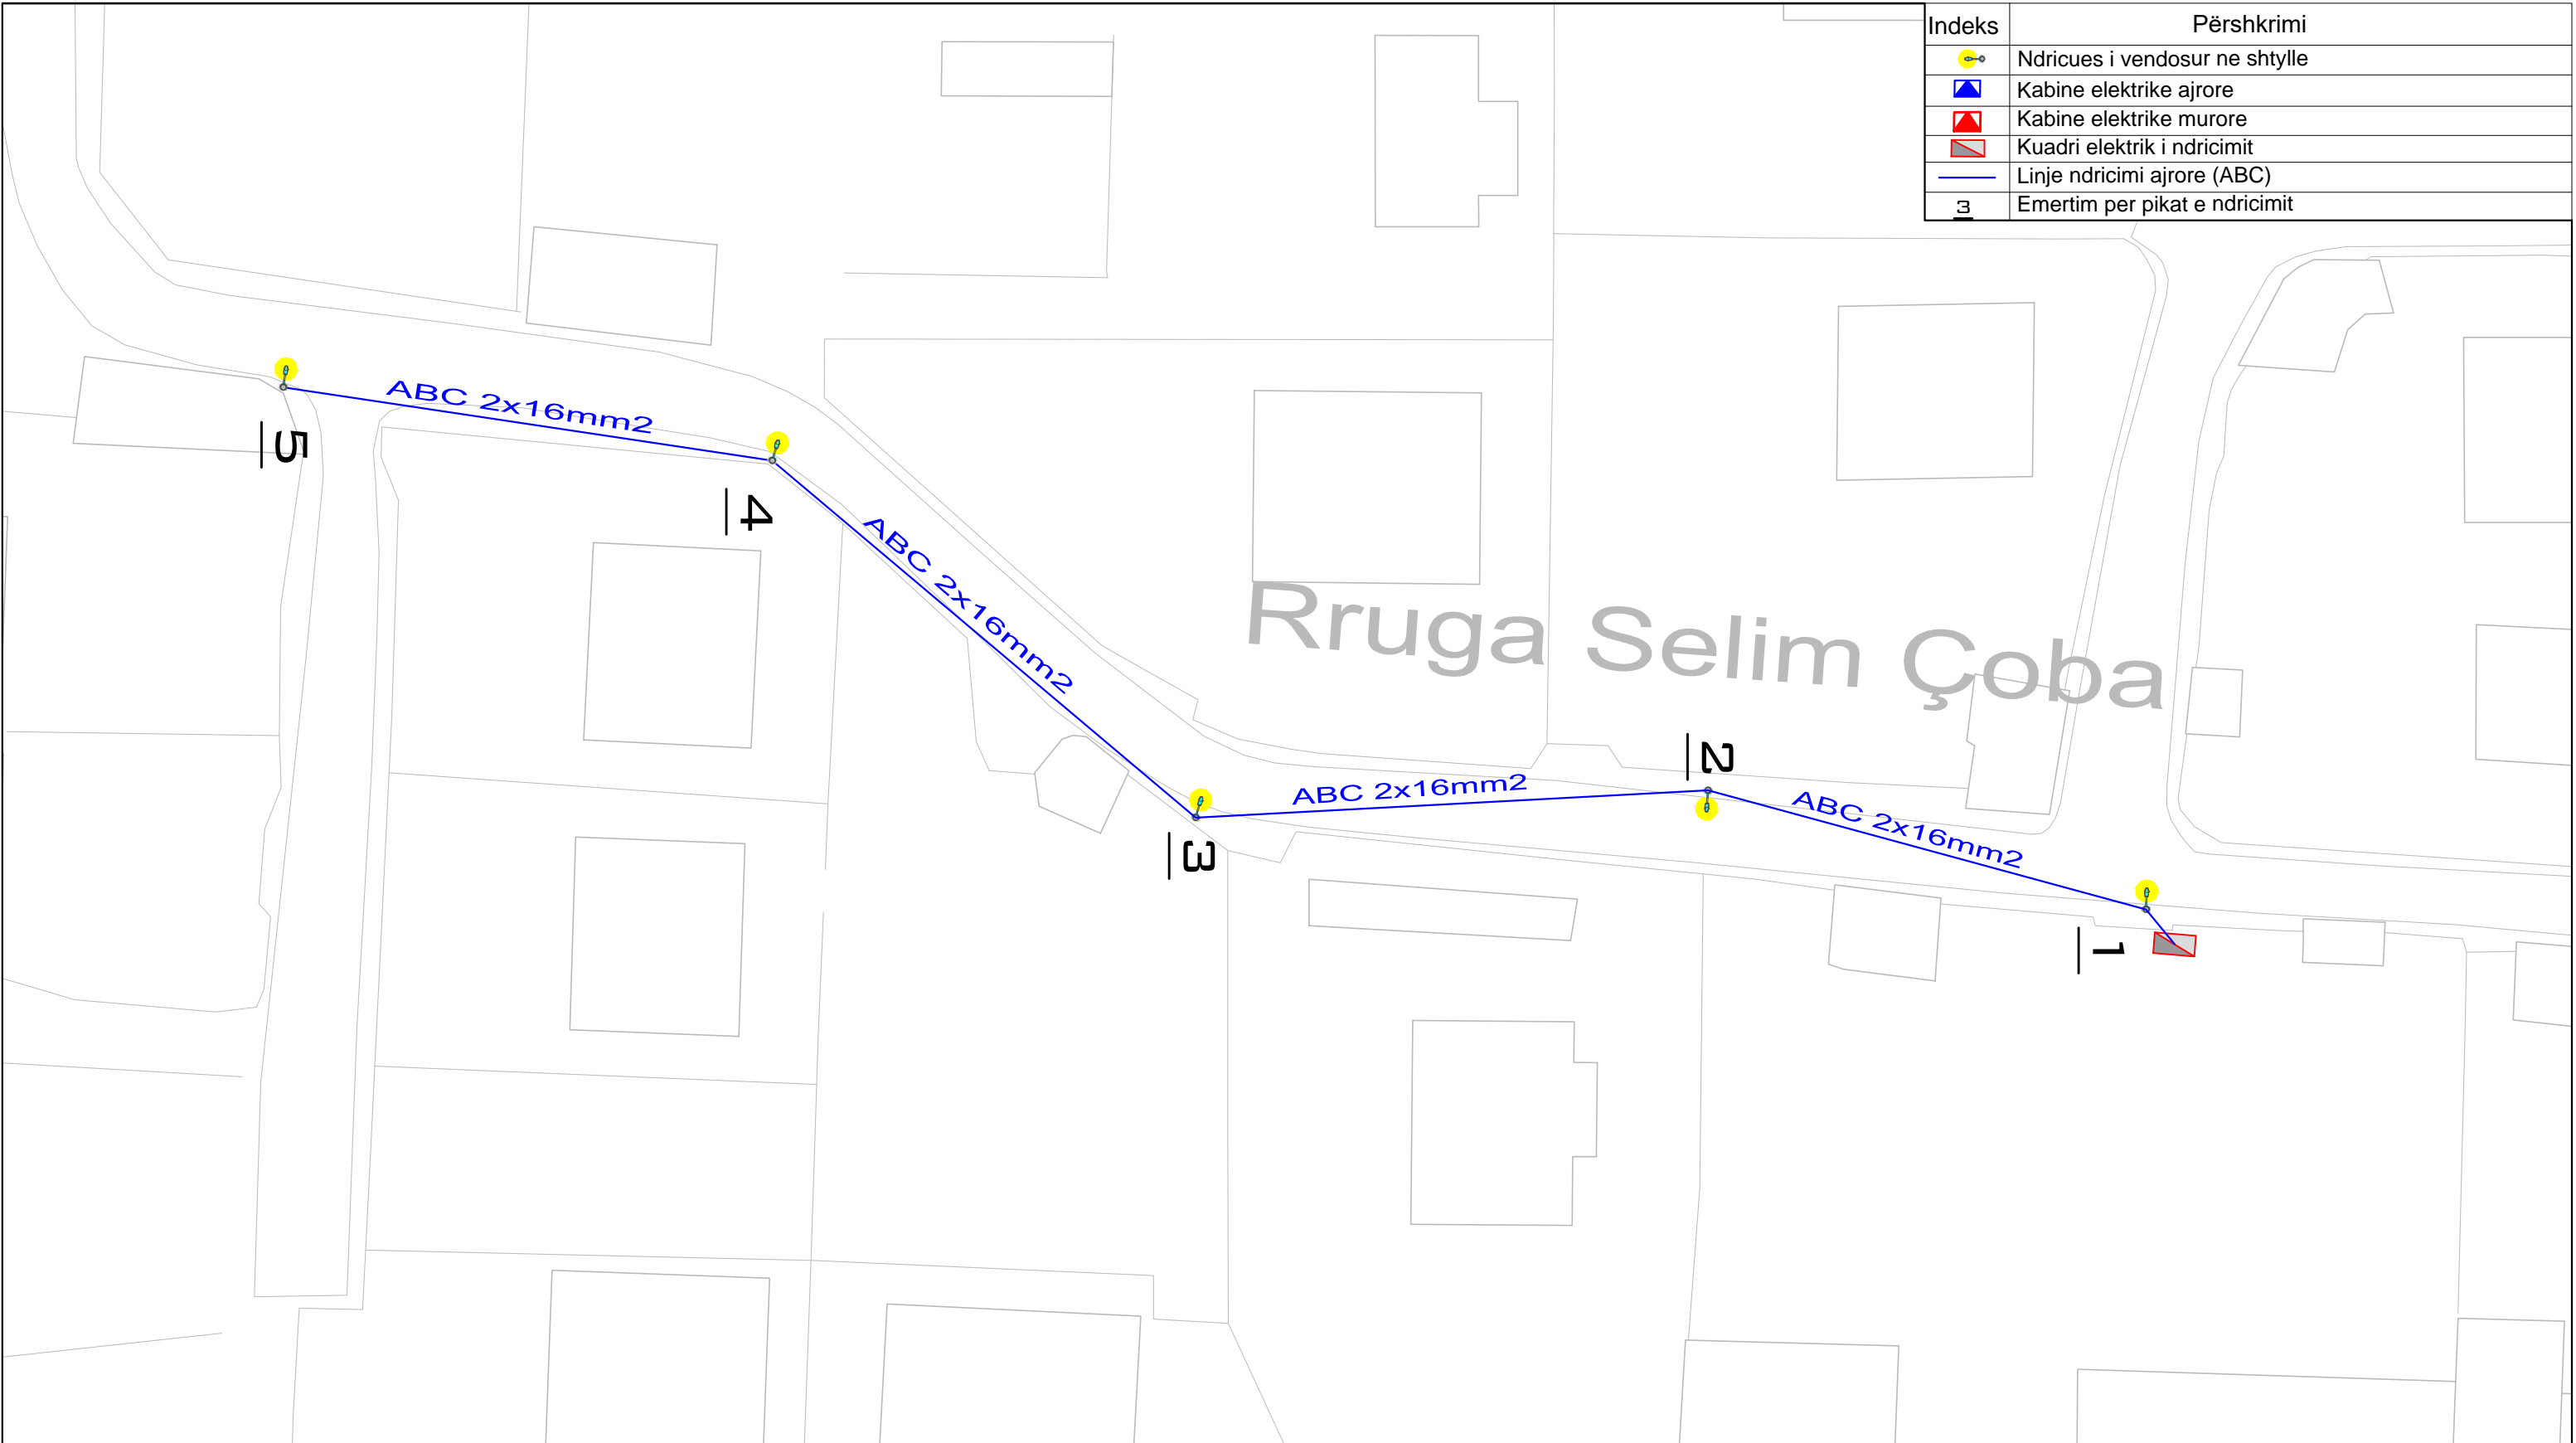 Indeks Përshkrimi
Ndricues i vendosur ne shtylle
Kabine elektrike ajrore
Kabine elektrike murore
Kuadri elektrik i ndricimit
Linje ndricimi ajrore (ABC)
3 Emertim per pikat e ndricimit
ABC 2x16mm2
5
4
ABC 2x16mm2
Rruga Selim Çoba
2
ABC 2x16mm2
ABC 2x16mm2
3
1